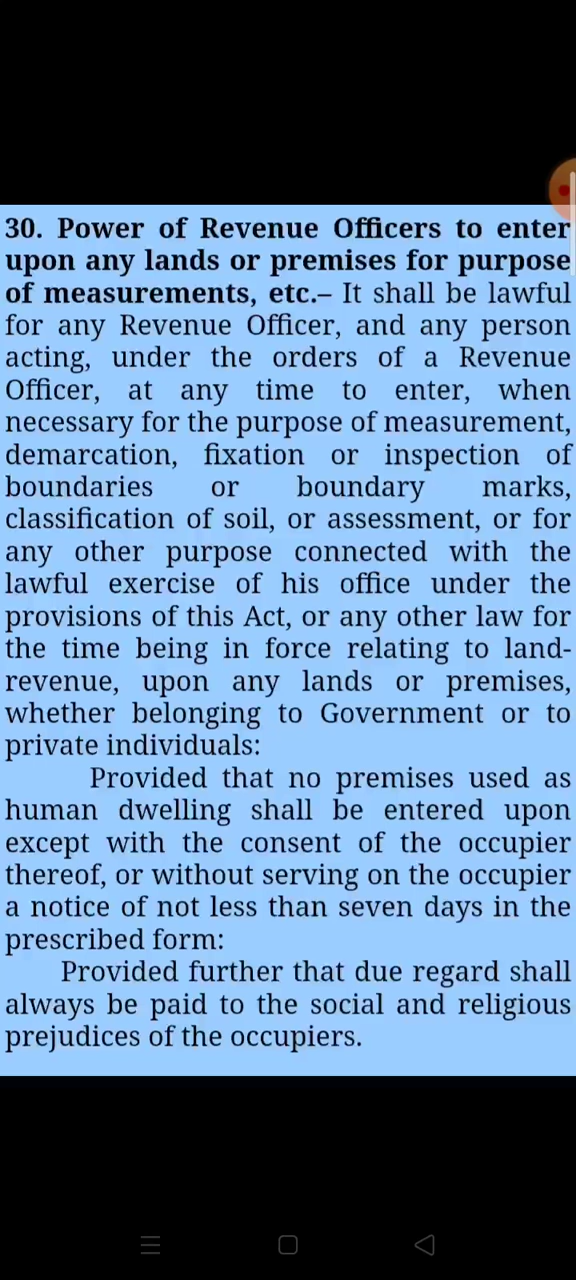 30. Power of Revenue Officers to enter
upon any lands or premises for purpose
of measurements, etc.– It shall be lawful
for any Revenue Officer, and any person
acting, under the orders of a Revenue
Officer, at any time to enter, when
necessary for the purpose of measurement,
demarcation, fixation or inspection of
boundaries or boundary marks,
classification of soil, or assessment, or for
any other purpose connected with the
lawful exercise of his office under the
provisions of this Act, or any other law for
the time being in force relating to land-
revenue, upon any lands or premises,
whether belonging to Government or to
private individuals:
Provided that no premises used as
human dwelling shall be entered upon
except with the consent of the occupier
thereof, or without serving on the occupier
a notice of not less than seven days in the
prescribed form:
Provided further that due regard shall
always be paid to the social and religious
prejudices of the occupiers.